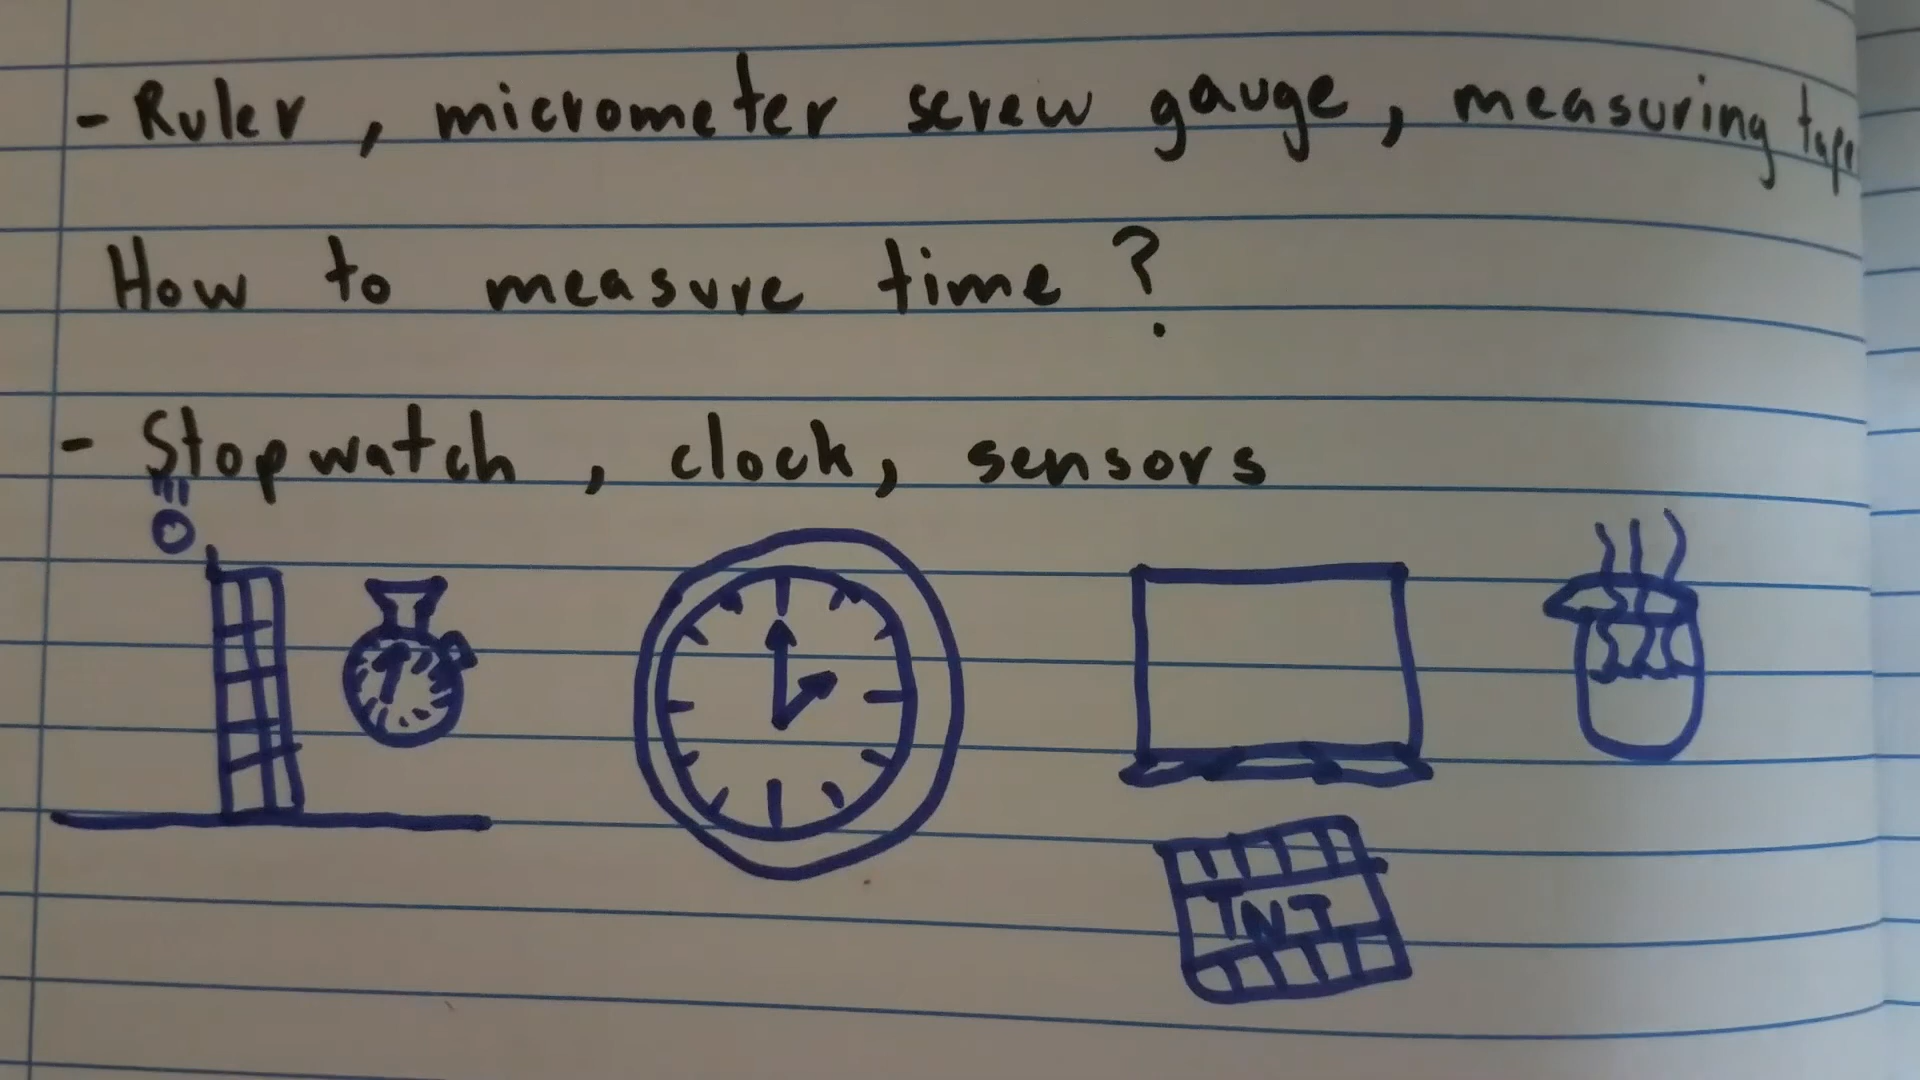 - Ruler, micrometer screw gauge, measuring tape
How to measure time?
- Stopwatch, clock, sensors
TNT